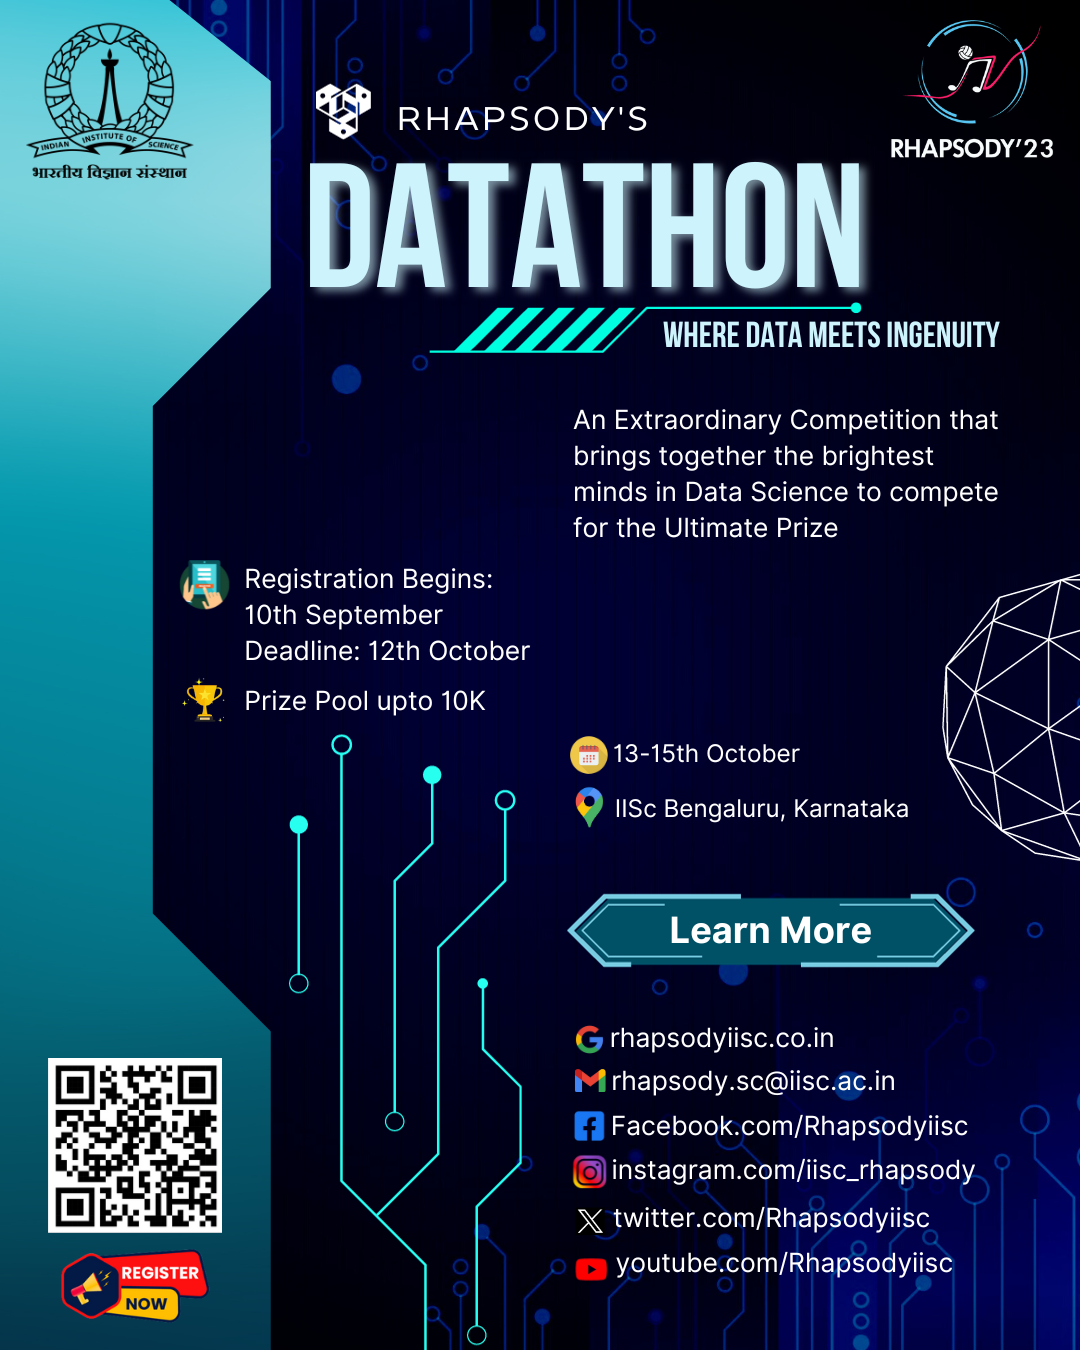 INDIAN INSTITUTE OF SCIENCE
भारतीय विज्ञान संस्थान
RHAPSODY'23
RHAPSODY'S
DATATHON
WHERE DATA MEETS INGENUITY
An Extraordinary Competition that
brings together the brightest
minds in Data Science to compete
for the Ultimate Prize
Registration Begins:
10th September
Deadline: 12th October
Prize Pool upto 10K
13-15th October
IISc Bengaluru, Karnataka
Learn More
rhapsodyiisc.co.in
rhapsody.sc@iisc.ac.in
Facebook.com/Rhapsodyiisc
instagram.com/iisc_rhapsody
twitter.com/Rhapsodyiisc
youtube.com/Rhapsodyiisc
REGISTER
NOW